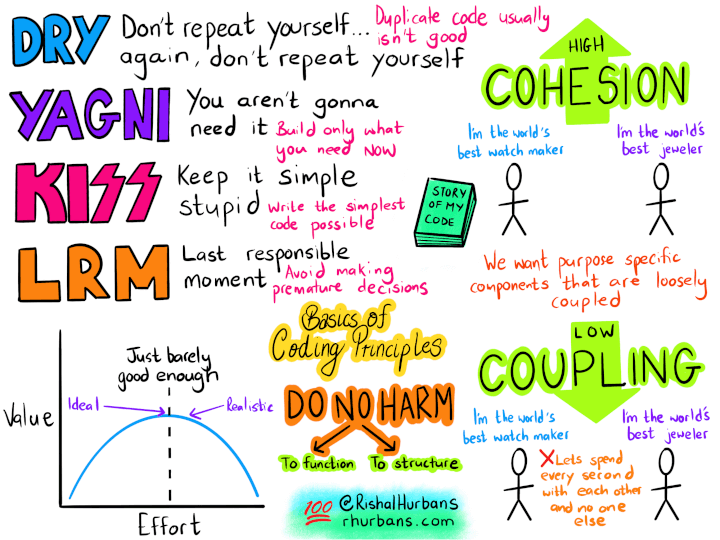 DRY
Don't repeat yourself...
again, don't repeat yourself
Duplicate code usually
isn't good
YAGNI
You aren't gonna
need it
Build only what
you need NOW
KISS
Keep it simple
stupid
Write the simplest
code possible
LRM
Last responsible
moment
Avoid making
premature decisions
STORY
OF MY
CODE
HIGH
COHESION
I'm the world's
best watch maker
I'm the world's
best jeweler
We want purpose specific
components that are loosely
coupled
Basics of
Coding Principles
Just barely
good enough
Ideal
Realistic
Value
Effort
DO NO HARM
To function
To structure
100
@RishalHurbans
rhurbans.com
LOW
COUPLING
I'm the world's
best watch maker
I'm the world's
best jeweler
Lets spend
every second
with each other
and no one
else